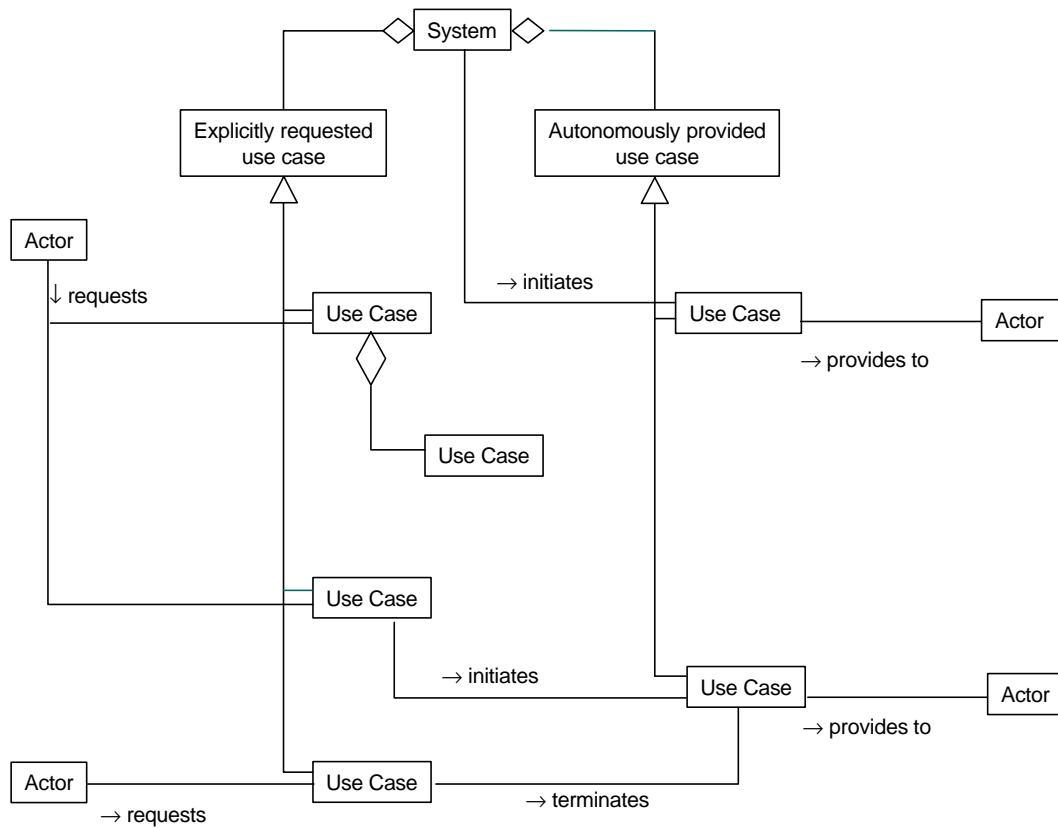 System
Explicitly requested
use case
Autonomously provided
use case
Actor
↓ requests
→ initiates
Use Case
Use Case
Actor
→ provides to
Use Case
Use Case
→ initiates
Use Case
Actor
→ provides to
Actor
Use Case
→ terminates
→ requests